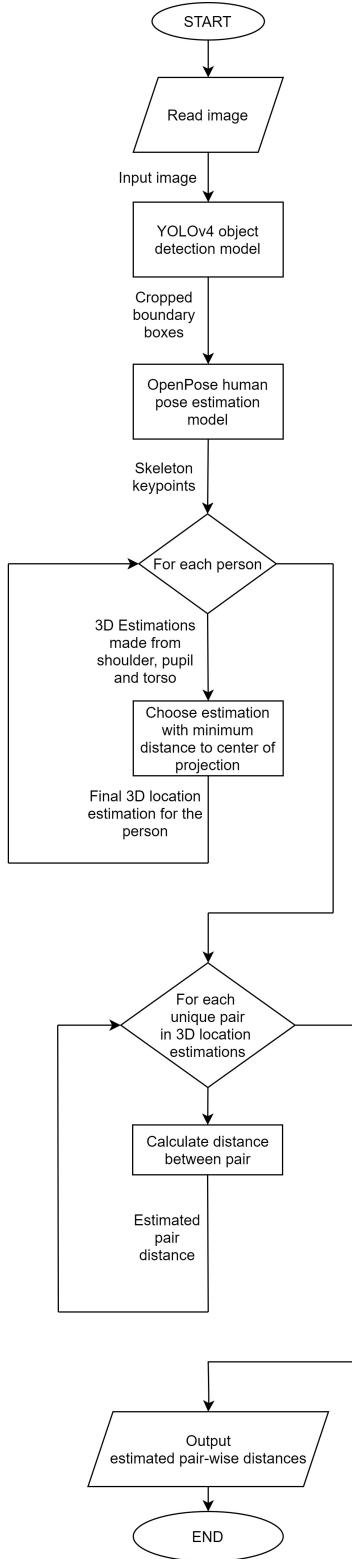 START
Read image
Input image
YOLOv4 object
detection model
Cropped
boundary
boxes
OpenPose human
pose estimation
model
Skeleton
keypoints
For each person
3D Estimations
made from
shoulder, pupil
and torso
Choose estimation
with minimum
distance to center of
projection
Final 3D location
estimation for the
person
For each
unique pair
in 3D location
estimations
Calculate distance
between pair
Estimated
pair
distance
Output
estimated pair-wise distances
END